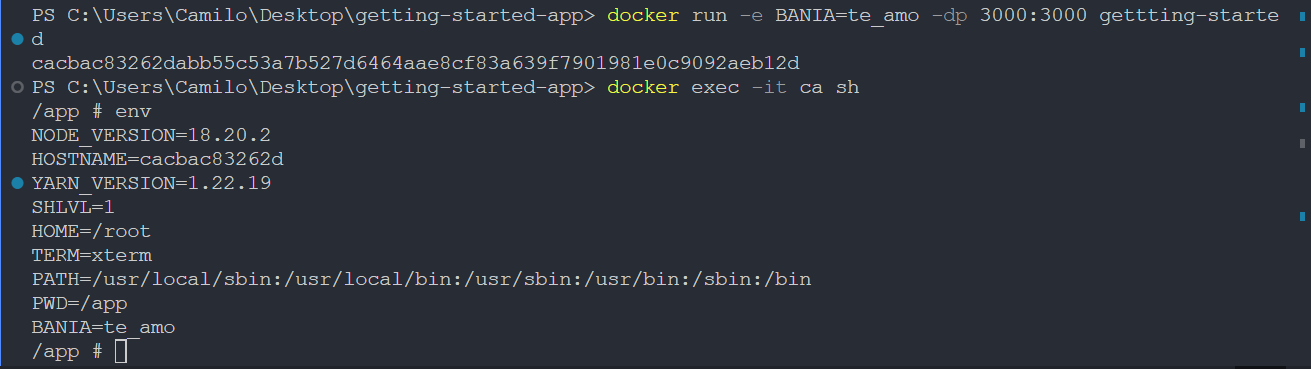 PS C:\Users\Camilo\Desktop\getting-started-app> docker run -e BANIA=te_amo -dp 3000:3000 gettting-starte
d
cacbac83262dabb55c53a7b527d6464aae8cf83a639f7901981e0c9092aeb12d
PS C:\Users\Camilo\Desktop\getting-started-app> docker exec -it ca sh
/app # env
NODE_VERSION=18.20.2
HOSTNAME=cacbac83262d
YARN_VERSION=1.22.19
SHLVL=1
HOME=/root
TERM=xterm
PATH=/usr/local/sbin:/usr/local/bin:/usr/sbin:/usr/bin:/sbin:/bin
PWD=/app
BANIA=te_amo
/app #